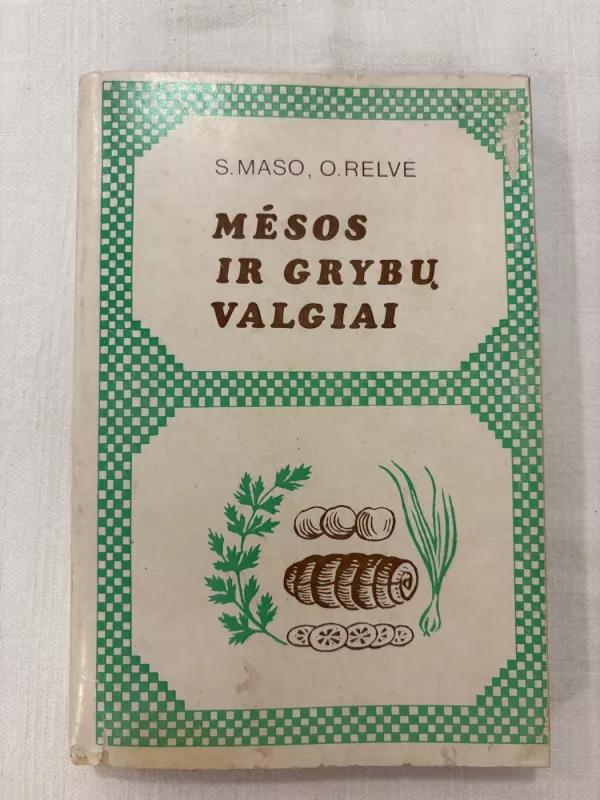 S.MASO, O.RELVĖ
MĖSOS
IR GRYBŲ
VALGIAI